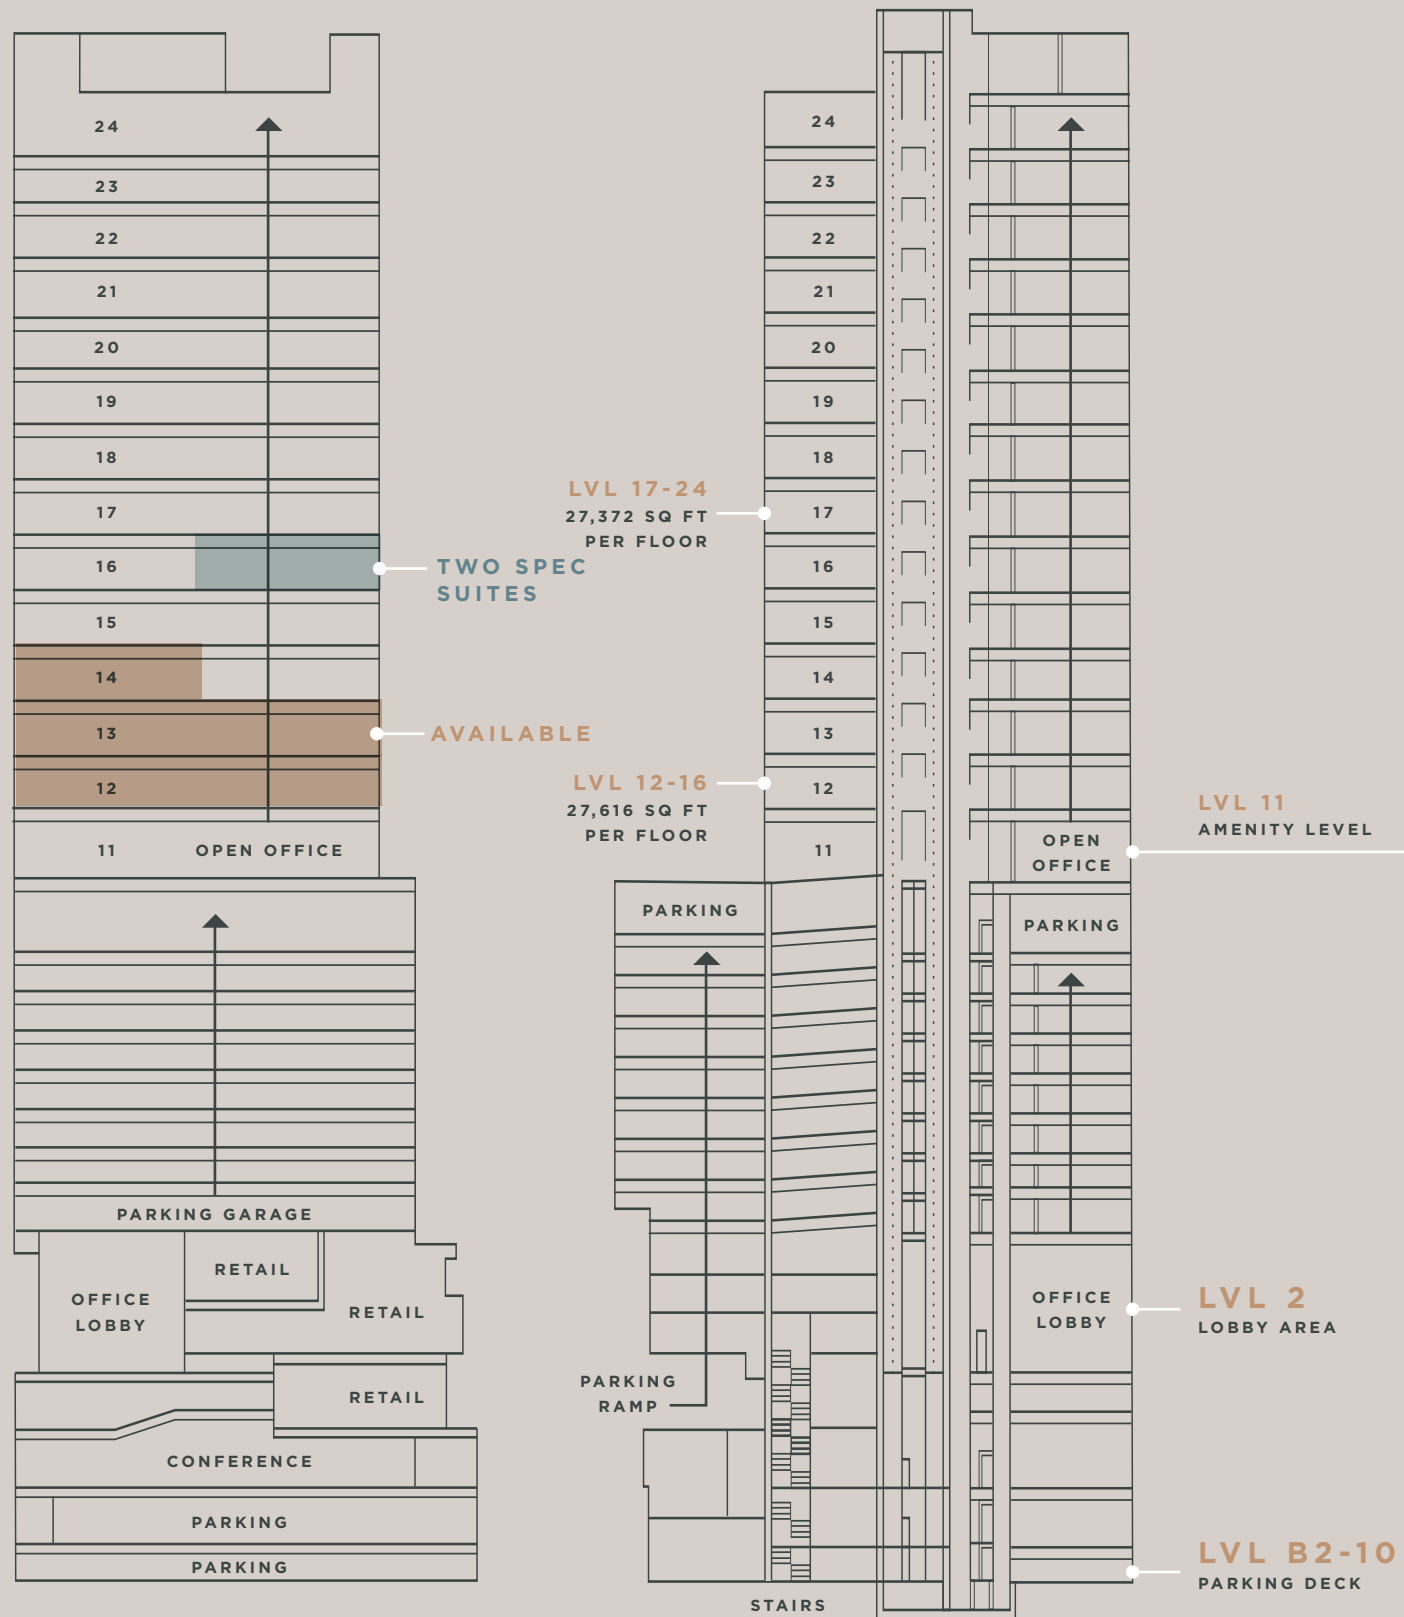 24
23
22
21
20
19
18
17
16
15
14
13
12
11 OPEN OFFICE
TWO SPEC
SUITES
AVAILABLE
PARKING GARAGE
RETAIL
OFFICE
LOBBY
RETAIL
RETAIL
CONFERENCE
PARKING
PARKING
24
23
22
21
20
19
18
17
16
15
14
13
12
11
LVL 17-24
27,372 SQ FT
PER FLOOR
LVL 12-16
27,616 SQ FT
PER FLOOR
PARKING
PARKING
RAMP
STAIRS
OPEN
OFFICE
PARKING
OFFICE
LOBBY
LVL 11
AMENITY LEVEL
LVL 2
LOBBY AREA
LVL B2-10
PARKING DECK